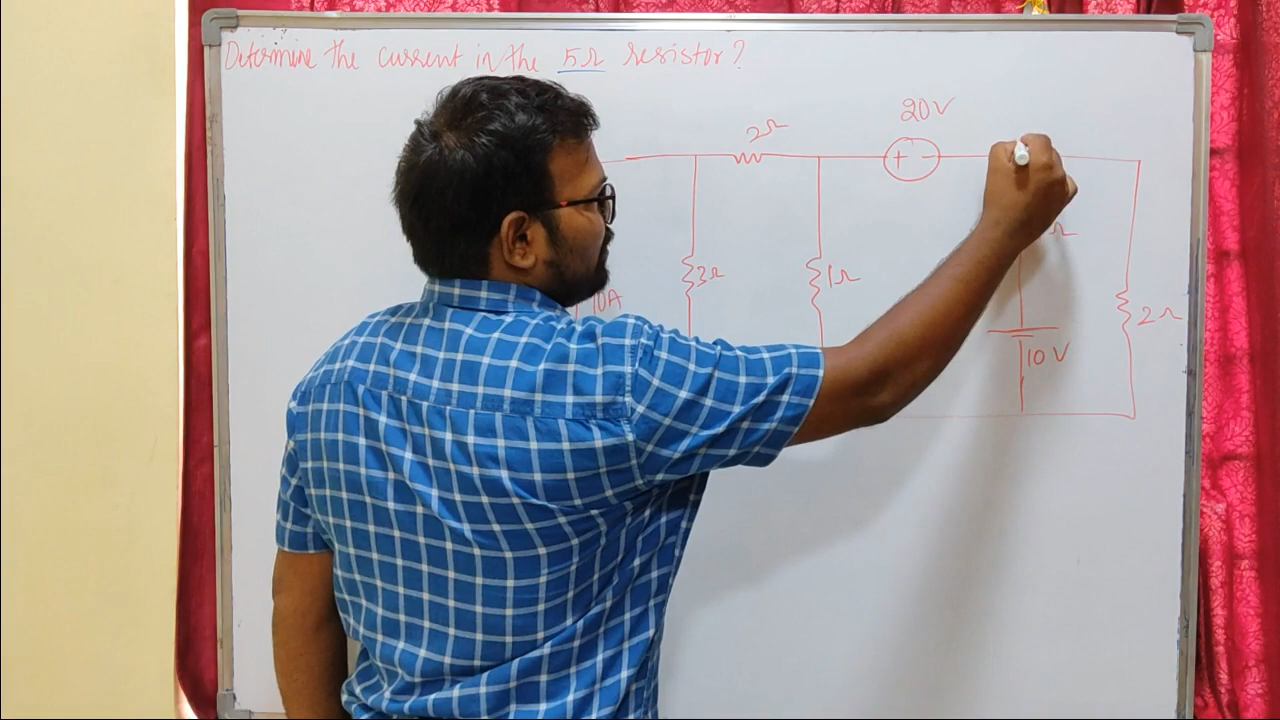 Determine the current in the 5Ω resistor?
20V
2Ω
Ω
3Ω
1Ω
10A
2Ω
10V
+ -